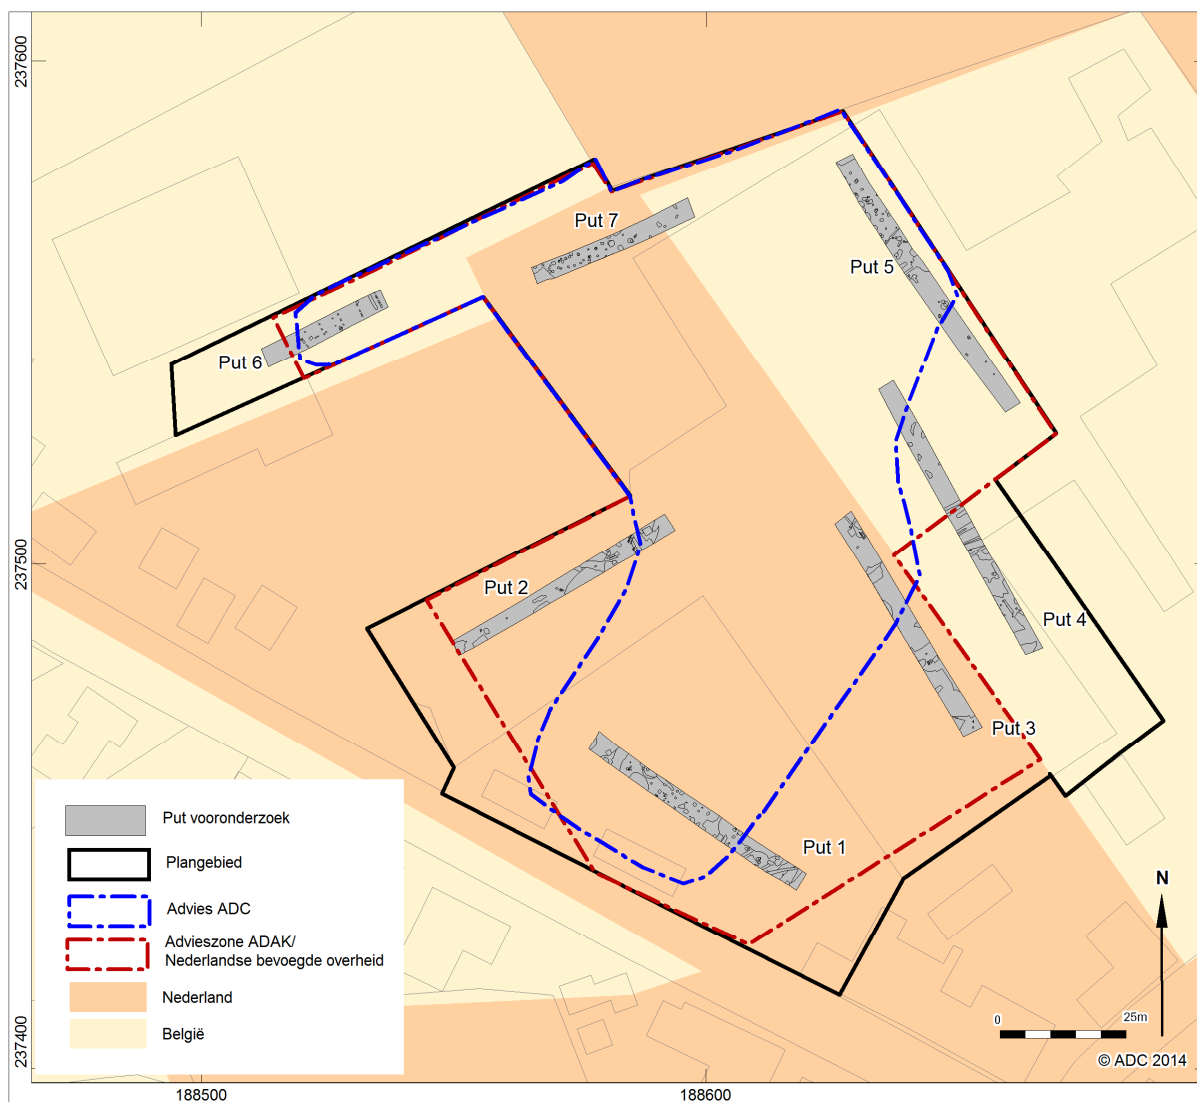 237600
Put 7
Put 5
Put 6
237500
Put 2
Put 4
Put 3
Put 1
Put vooronderzoek
Plangebied
Advies ADC
Advieszone ADAK/
Nederlandse bevoegde overheid
Nederland
België
N
0 25m
© ADC 2014
237400
188500 188600